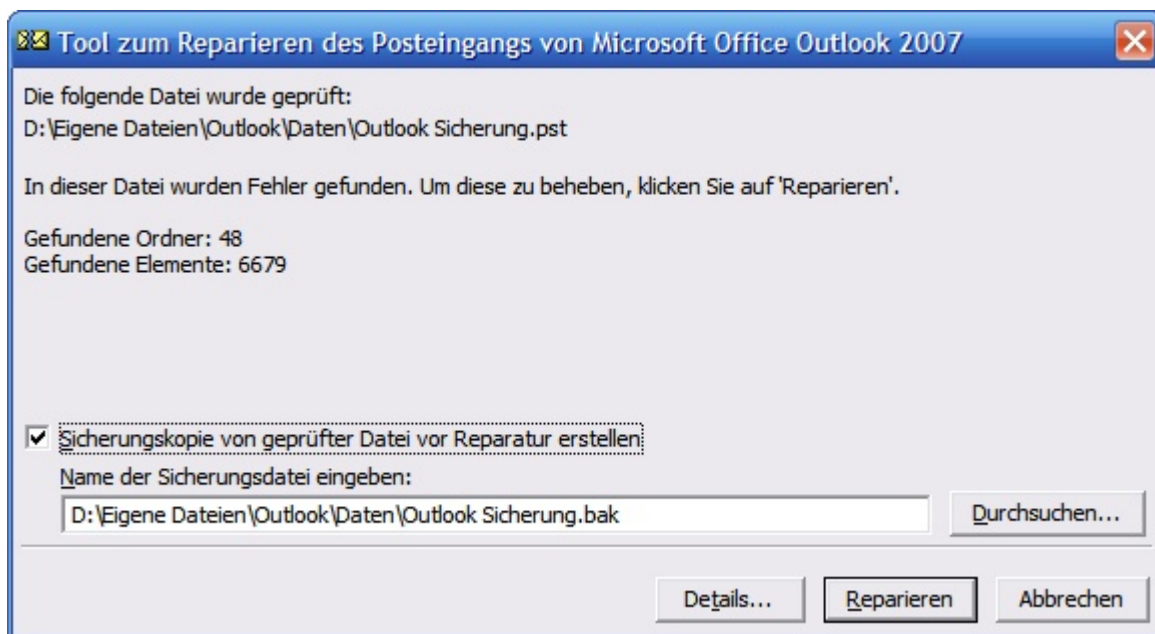 Tool zum Reparieren des Posteingangs von Microsoft Office Outlook 2007
Die folgende Datei wurde geprüft:
D:\Eigene Dateien\Outlook\Daten\Outlook Sicherung.pst
In dieser Datei wurden Fehler gefunden. Um diese zu beheben, klicken Sie auf 'Reparieren'.
Gefundene Ordner: 48
Gefundene Elemente: 6679
Sicherungskopie von geprüfter Datei vor Reparatur erstellen
Name der Sicherungsdatei eingeben:
D:\Eigene Dateien\Outlook\Daten\Outlook Sicherung.bak
Durchsuchen...
Details... Reparieren Abbrechen